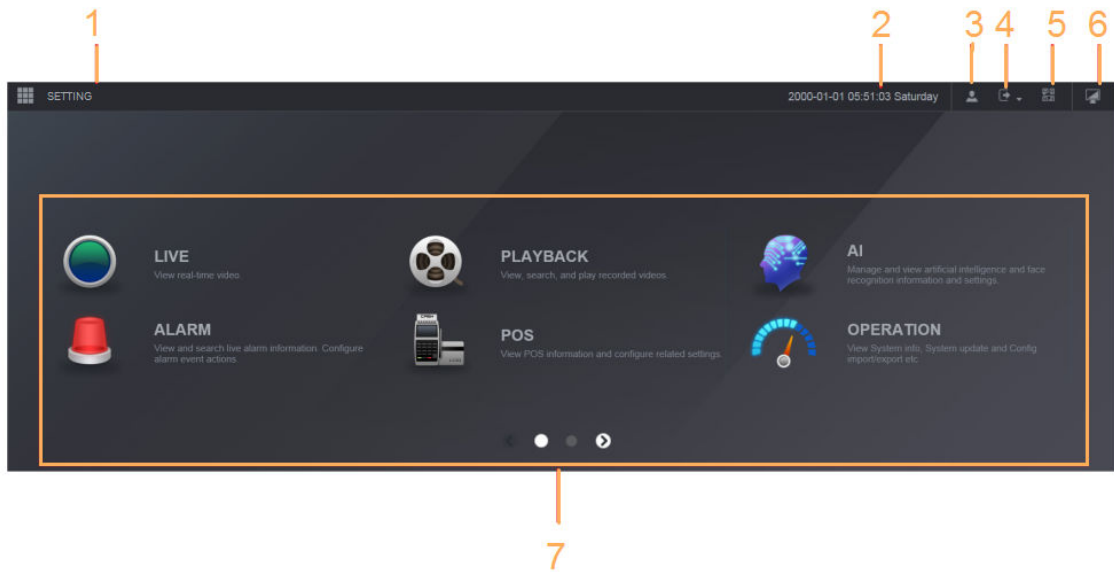 1
2
3
4
5
6
SETTING
2000-01-01 05:51:03 Saturday
LIVE
View real-time video.
PLAYBACK
View, search, and play recorded videos.
AI
Manage and view artificial intelligence and face
recognition information and settings.
ALARM
View and search live alarm information. Configure
alarm event actions
POS
View POS information and configure related settings.
OPERATION
View System info, System update and Config
import/export etc
7